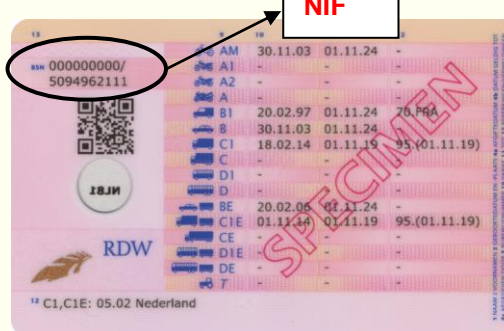 NIF
13 9 10 12
BSN 000000000/
5094962111
AM 30.11.03 01.11.24 -
A1 - - -
A2 - - -
A - - -
B1 20.02.97 01.11.24 70.FRA
B 30.11.03 01.11.24 -
C1 18.02.14 01.11.19 95.(01.11.19)
C - - -
D1 - - -
D - - -
BE 20.02.06 01.11.24 -
C1E 01.11.14 01.11.19 95.(01.11.19)
CE - - -
D1E - - -
DE - - -
T - - -
NL81
RDW
SPECIMEN
12 C1,C1E: 05.02 Nederland